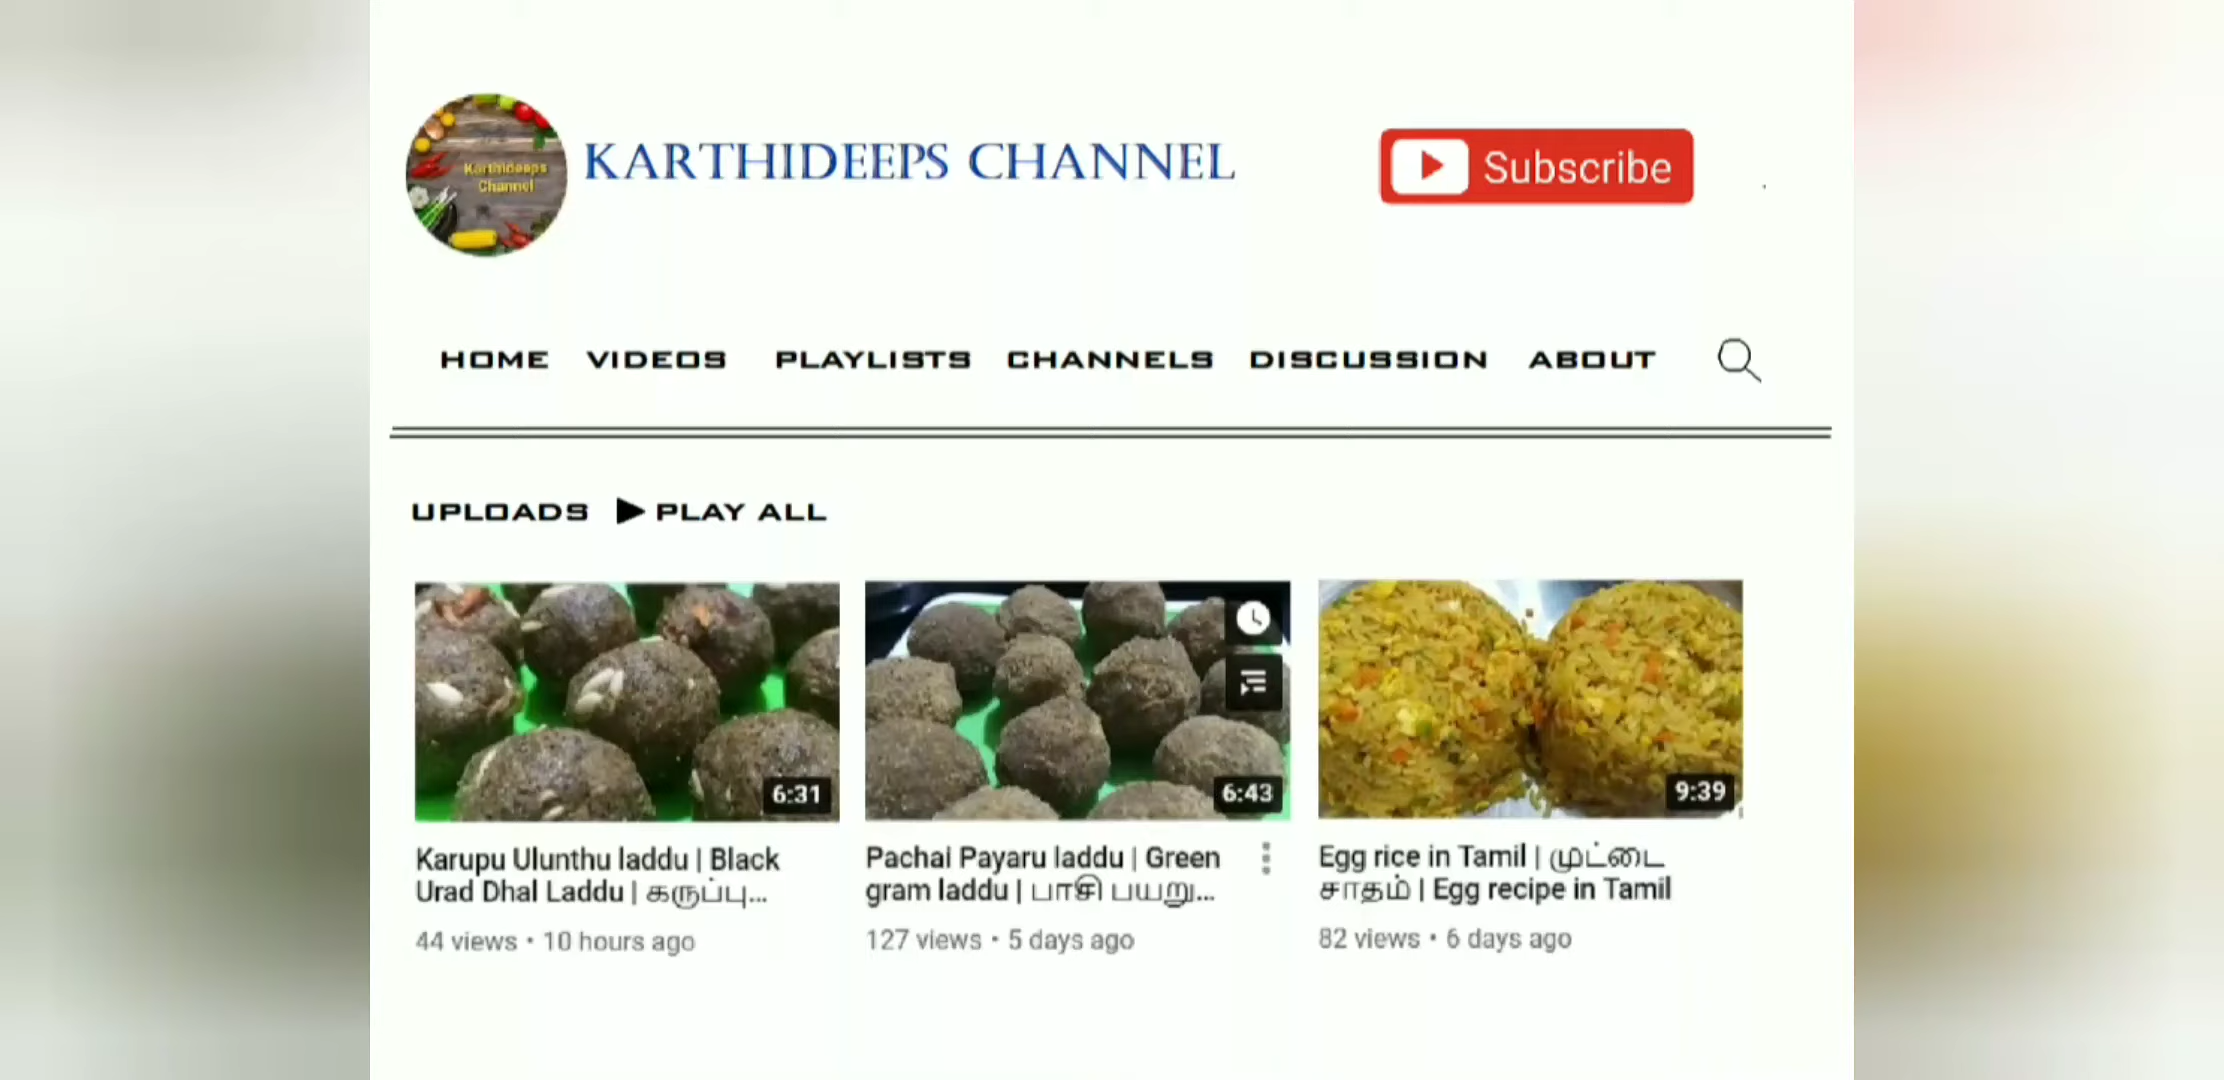 Karthideeps
Channel
KARTHIDEEPS CHANNEL
Subscribe
HOME VIDEOS PLAYLISTS CHANNELS DISCUSSION ABOUT
UPLOADS ▶ PLAY ALL
6:31
6:43
9:39
Karupu Ulunthu laddu | Black
Urad Dhal Laddu | கருப்பு...
44 views • 10 hours ago
Pachai Payaru laddu | Green
gram laddu | பாசி பயறு...
127 views • 5 days ago
Egg rice in Tamil | முட்டை
சாதம் | Egg recipe in Tamil
82 views • 6 days ago